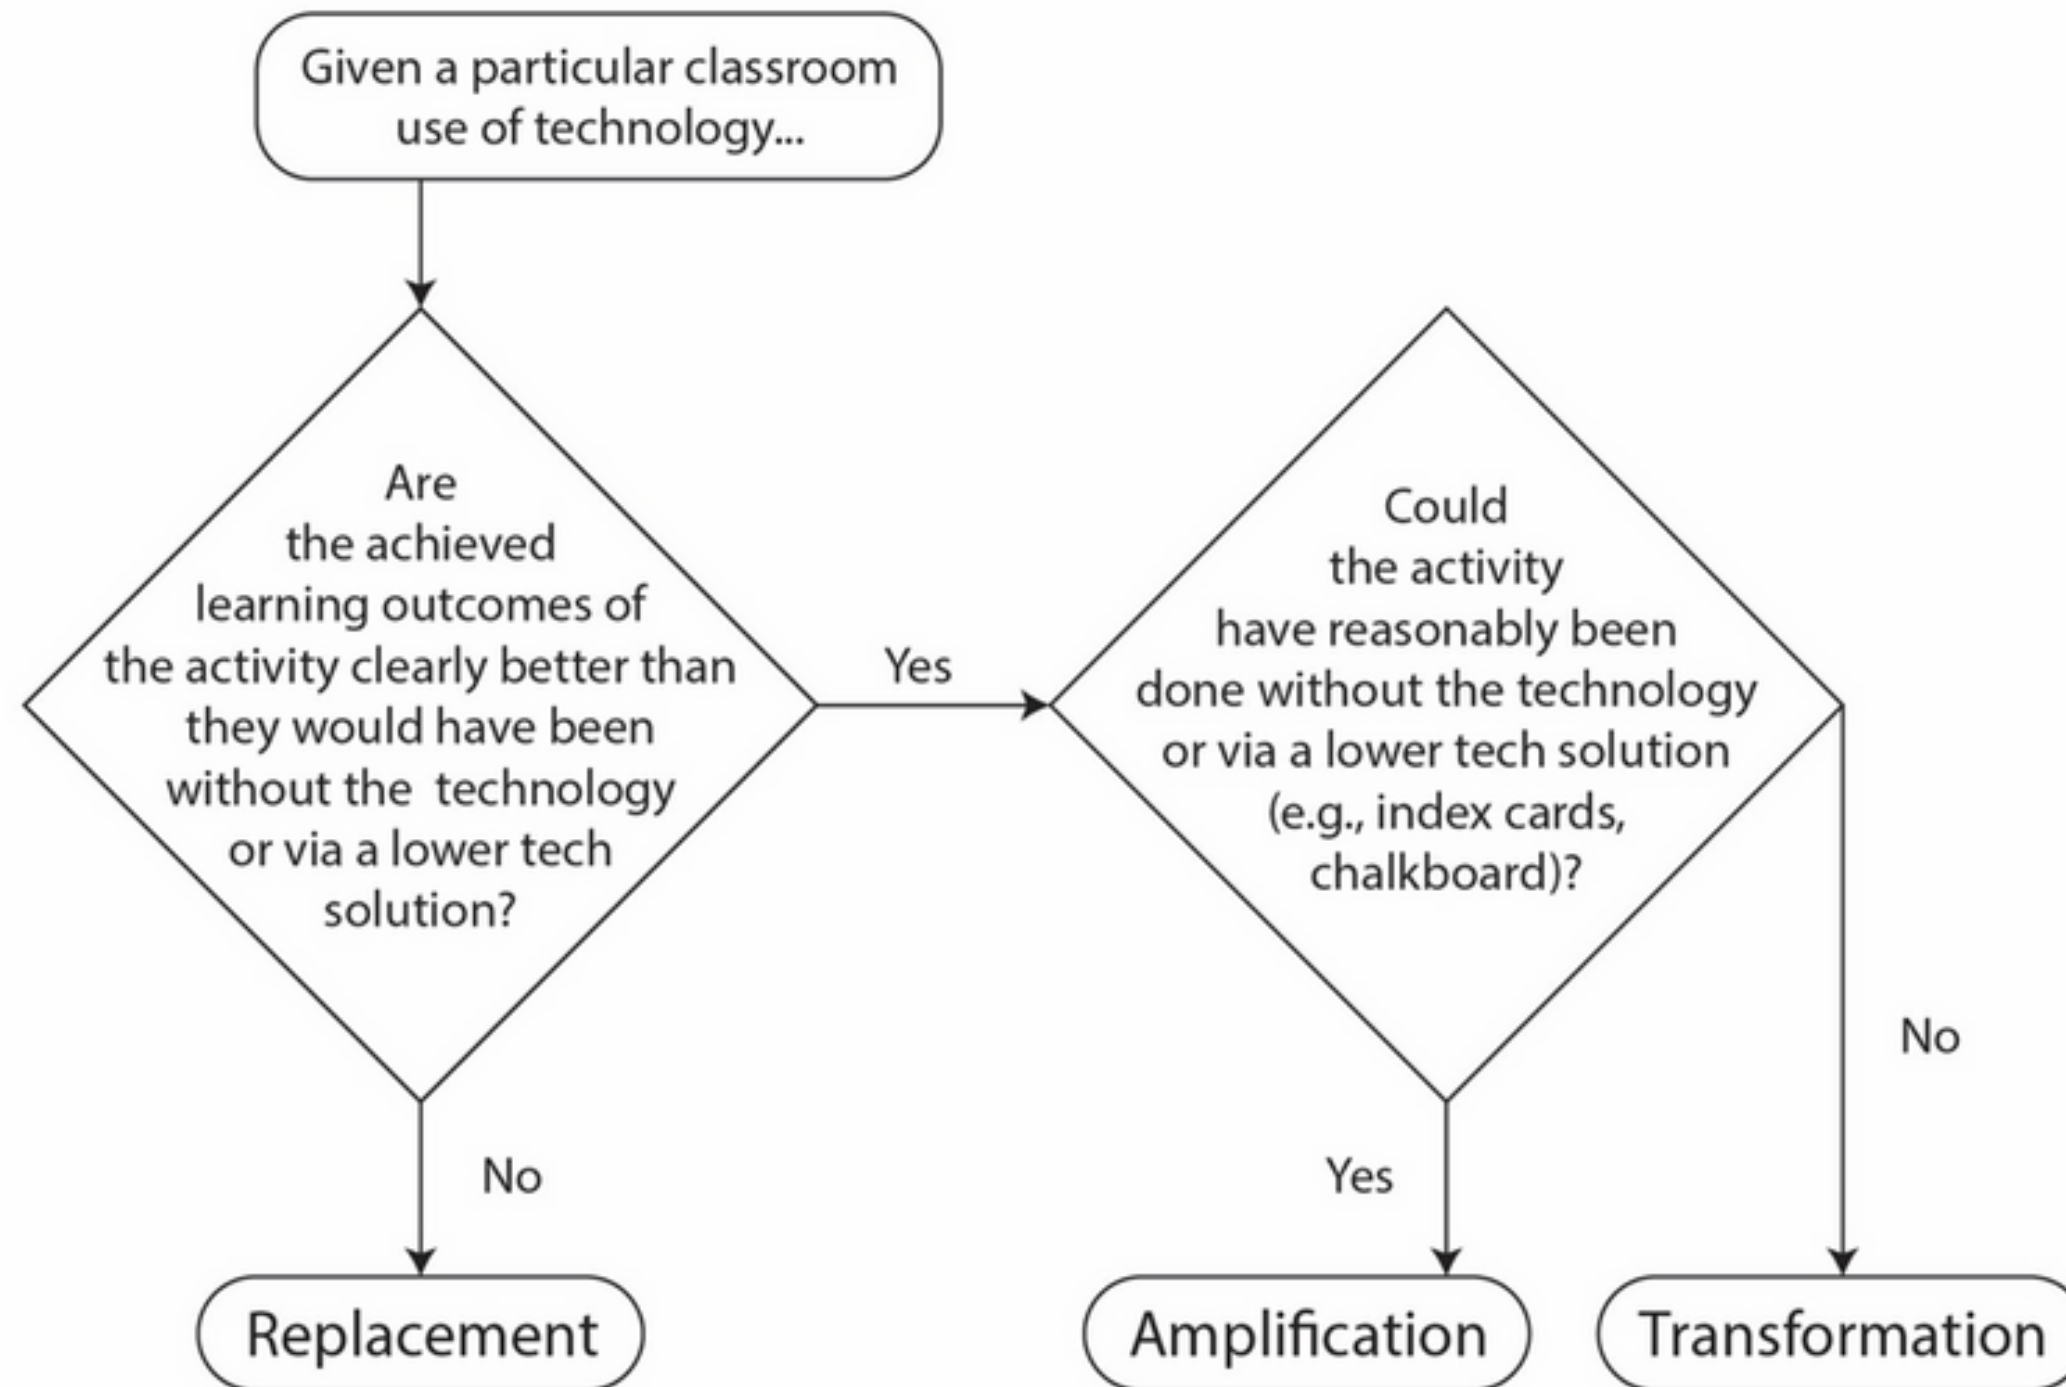 Given a particular classroom
use of technology...
Are
the achieved
learning outcomes of
the activity clearly better than
they would have been
without the  technology
or via a lower tech
solution?
Yes
Could
the activity
have reasonably been
done without the technology
or via a lower tech solution
(e.g., index cards,
chalkboard)?
No
No
Yes
Replacement
Amplification
Transformation